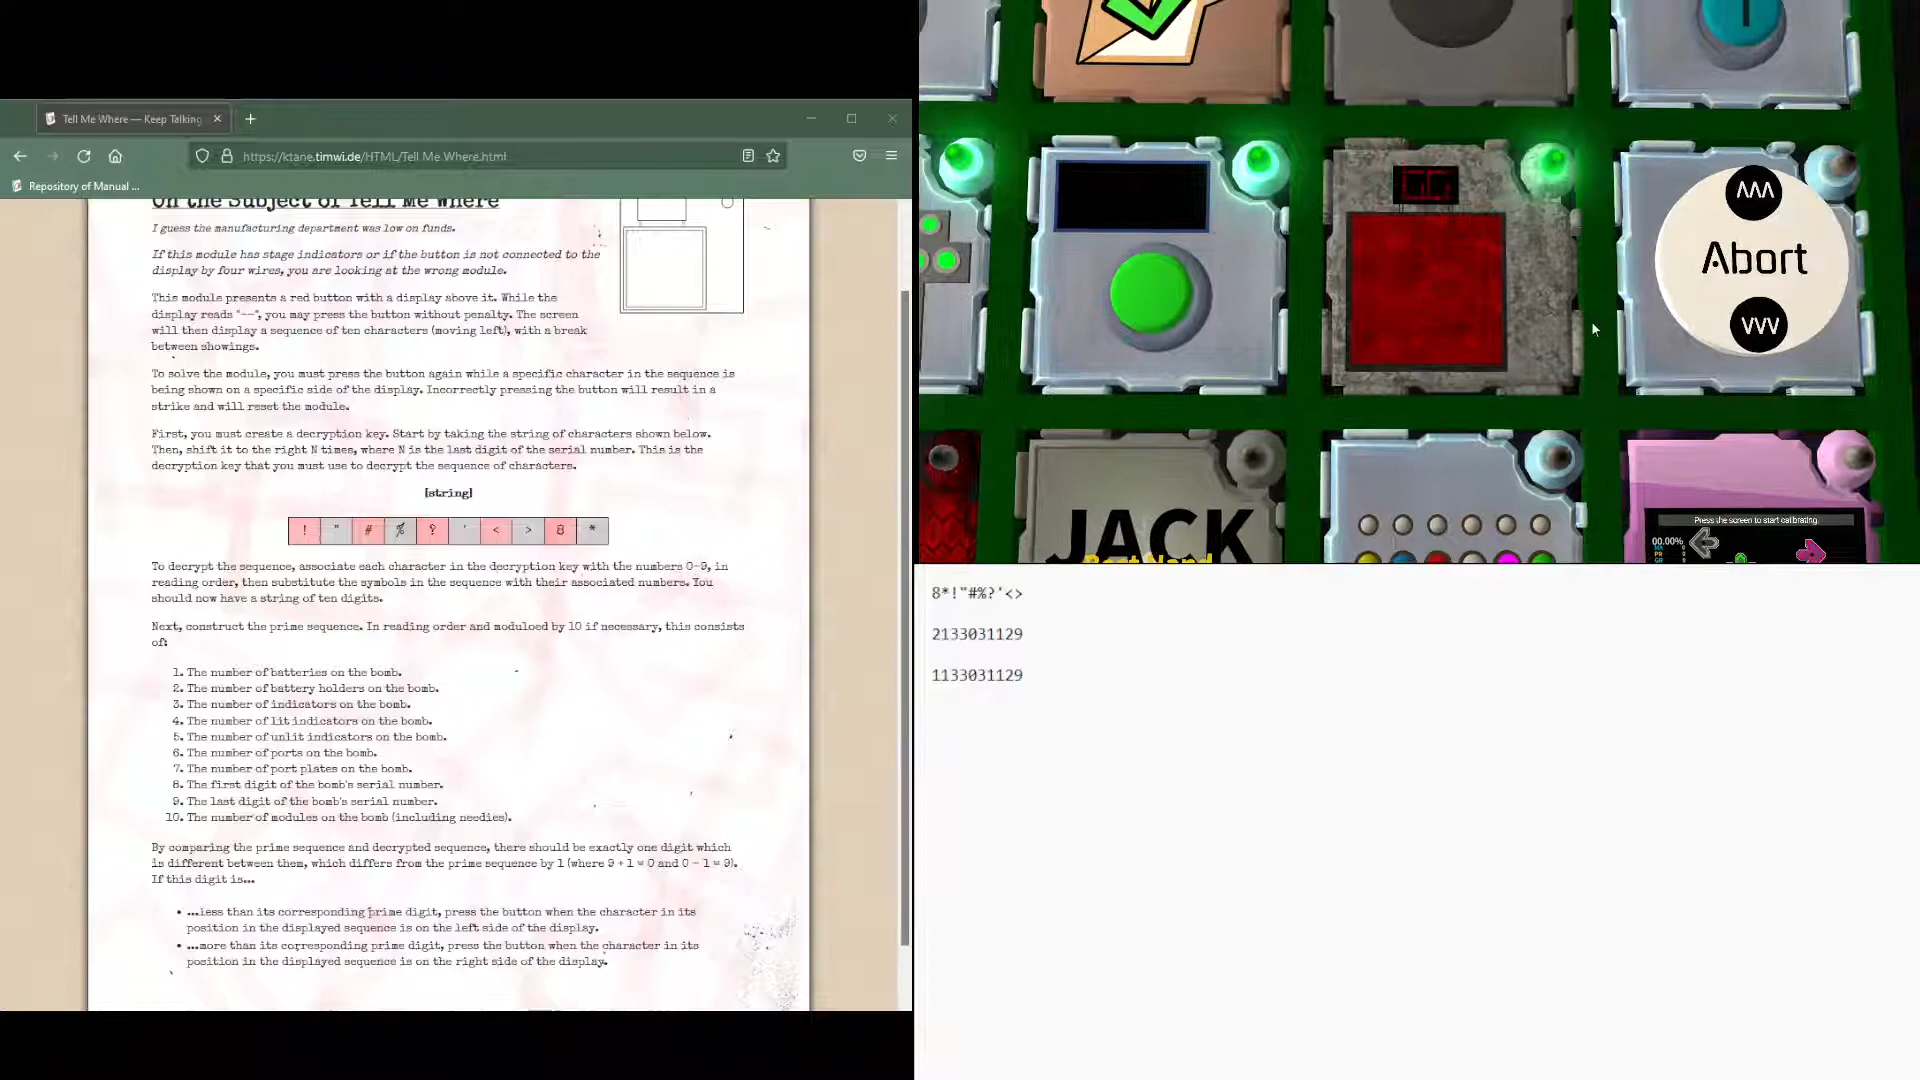 Tell Me Where — Keep Talking
https://ktane.timwi.de/HTML/Tell Me Where.html
Repository of Manual ...
On the Subject of Tell Me Where
I guess the manufacturing department was low on funds.
If this module has stage indicators or if the button is not connected to the
display by four wires, you are looking at the wrong module.
This module presents a red button with a display above it. While the
display reads "--", you may press the button without penalty. The screen
will then display a sequence of ten characters (moving left), with a break
between showings.
To solve the module, you must press the button again while a specific character in the sequence is
being shown on a specific side of the display. Incorrectly pressing the button will result in a
strike and will reset the module.
First, you must create a decryption key. Start by taking the string of characters shown below.
Then, shift it to the right N times, where N is the last digit of the serial number. This is the
decryption key that you must use to decrypt the sequence of characters.
[string]
! " # % ? ' < > 8 *
To decrypt the sequence, associate each character in the decryption key with the numbers 0-9, in
reading order, then substitute the symbols in the sequence with their associated numbers. You
should now have a string of ten digits.
Next, construct the prime sequence. In reading order and moduloed by 10 if necessary, this consists
of:
1. The number of batteries on the bomb.
2. The number of battery holders on the bomb.
3. The number of indicators on the bomb.
4. The number of lit indicators on the bomb.
5. The number of unlit indicators on the bomb.
6. The number of ports on the bomb.
7. The number of port plates on the bomb.
8. The first digit of the bomb's serial number.
9. The last digit of the bomb's serial number.
10. The number of modules on the bomb (including needies).
By comparing the prime sequence and decrypted sequence, there should be exactly one digit which
is different between them, which differs from the prime sequence by 1 (where 9 + 1 = 0 and 0 - 1 = 9).
If this digit is...
• ...less than its corresponding prime digit, press the button when the character in its
position in the displayed sequence is on the left side of the display.
• ...more than its corresponding prime digit, press the button when the character in its
position in the displayed sequence is on the right side of the display.
Abort
JACK
Press the screen to start calibrating.
00.00%
8*!"#%?'<>
2133031129
1133031129